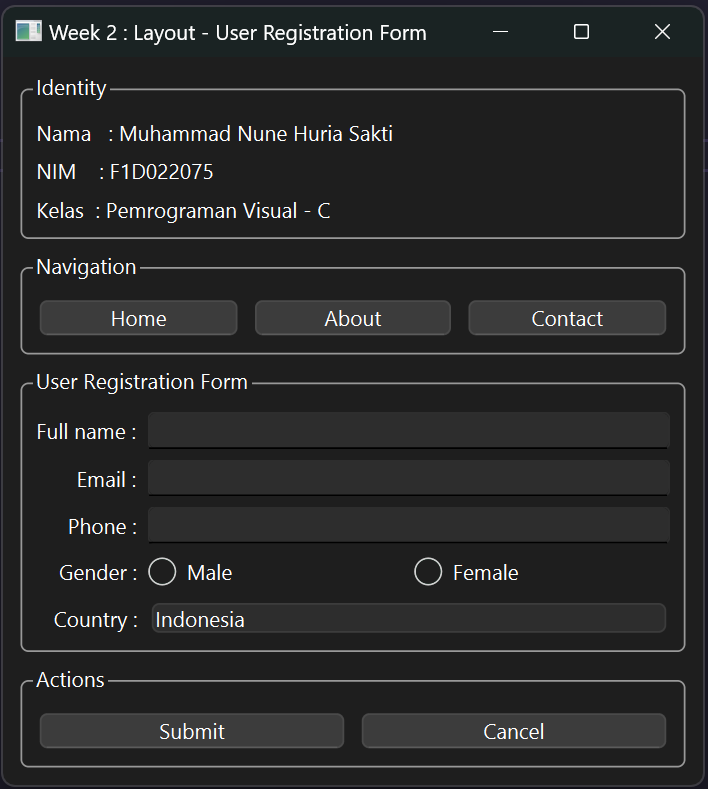 Week 2 : Layout - User Registration Form
Identity
Nama : Muhammad Nune Huria Sakti
NIM : F1D022075
Kelas : Pemrograman Visual - C
Navigation
Home About Contact
User Registration Form
Full name :
Email :
Phone :
Gender : Male Female
Country : Indonesia
Actions
Submit Cancel